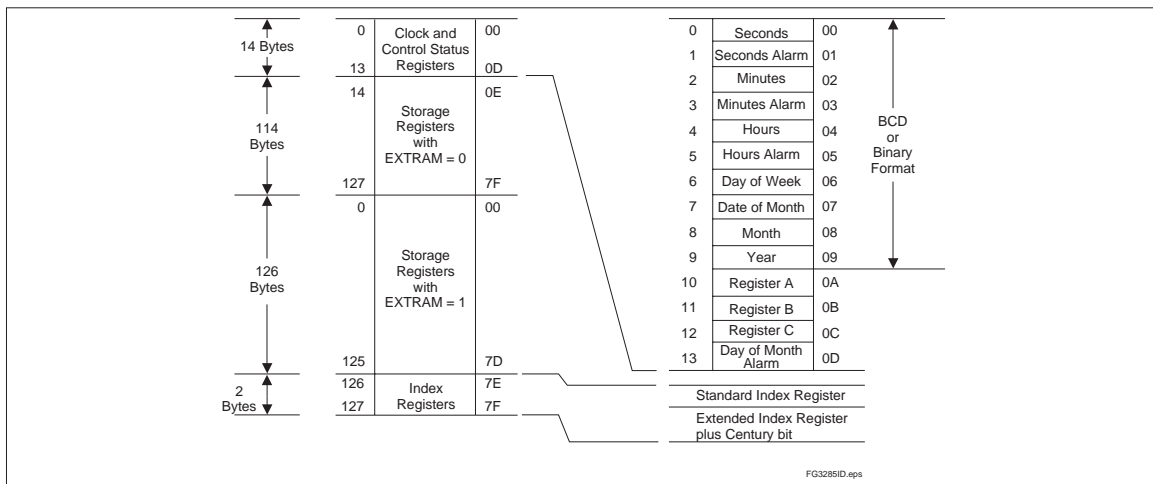 14 Bytes
0
Clock and
Control Status
Registers
00
13
0D
114
Bytes
14
0E
Storage
Registers
with
EXTRAM = 0
127
7F
126
Bytes
0
00
Storage
Registers
with
EXTRAM = 1
125
7D
2
Bytes
126
Index
Registers
7E
127
7F
0 Seconds 00
1 Seconds Alarm 01
2 Minutes 02
3 Minutes Alarm 03
4 Hours 04
5 Hours Alarm 05
6 Day of Week 06
7 Date of Month 07
8 Month 08
9 Year 09
10 Register A 0A
11 Register B 0B
12 Register C 0C
13 Day of Month
Alarm 0D
BCD
or
Binary
Format
Standard Index Register
Extended Index Register
plus Century bit
FG3285ID.eps